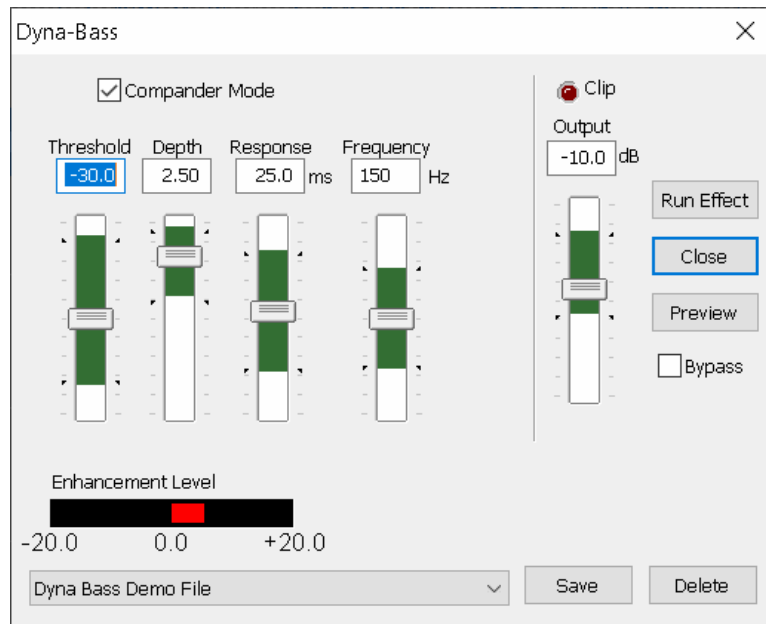 Dyna-Bass
Compander Mode
Clip
Output
-10.0 dB
Threshold Depth Response Frequency
-30.0 2.50 25.0 ms 150 Hz
Run Effect
Close
Preview
Bypass
Enhancement Level
-20.0 0.0 +20.0
Dyna Bass Demo File
Save
Delete